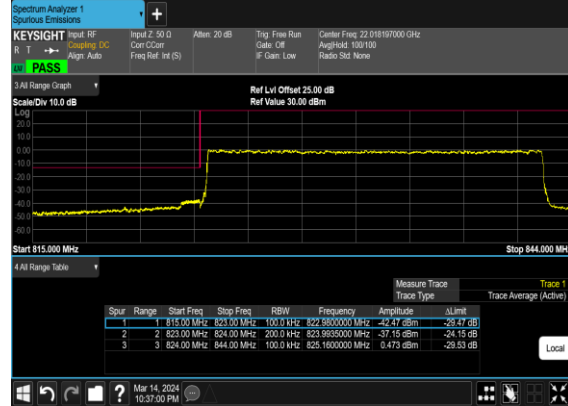 Spectrum Analyzer 1
Spurious Emissions
+
KEYSIGHT Input: RF Input Z: 50 Ω Atten: 20 dB Trig: Free Run Center Freq: 22.018197000 GHz
R T Coupling: DC Corr CCorr Gate: Off Avg|Hold: 100/100
Align: Auto Freq Ref: Int (S) IF Gain: Low Radio Std: None
PASS
3 All Range Graph
Ref Lvl Offset 25.00 dB
Scale/Div 10.0 dB Ref Value 30.00 dBm
Log
20.0
10.0
0.00
-10.0
-20.0
-30.0
-40.0
-50.0
-60.0
Start 815.000 MHz Stop 844.000 MH
4 All Range Table
Measure Trace Trace 1
Trace Type Trace Average (Active)
Spur Range Start Freq Stop Freq RBW Frequency Amplitude ΔLimit
1 1 815.00 MHz 823.00 MHz 100.0 kHz 822.9800000 MHz -42.47 dBm -29.47 dB
2 2 823.00 MHz 824.00 MHz 200.0 kHz 823.9935000 MHz -37.15 dBm -24.15 dB
3 3 824.00 MHz 844.00 MHz 100.0 kHz 825.1600000 MHz 0.473 dBm -29.53 dB
Local
? Mar 14, 2024
10:37:00 PM